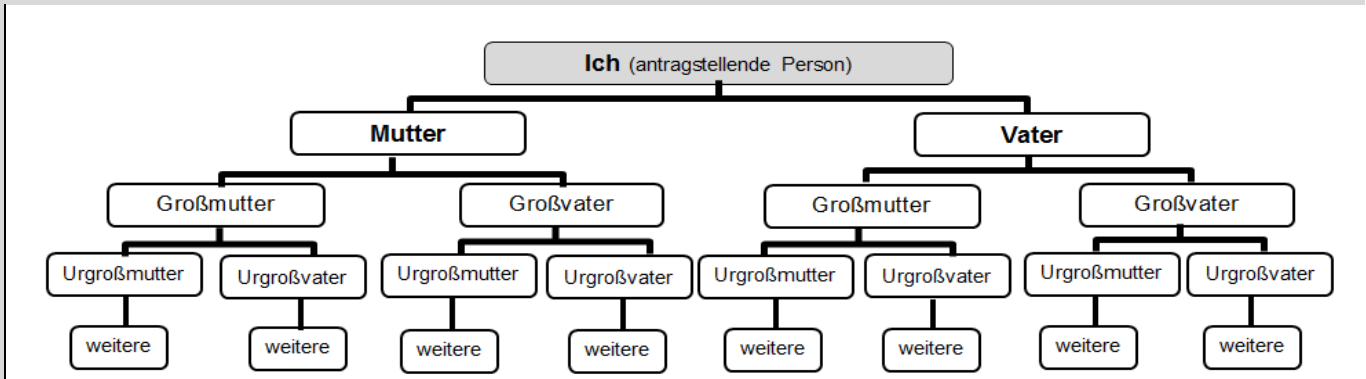 Ich (antragstellende Person)
Mutter Vater
Großmutter Großvater Großmutter Großvater
Urgroßmutter Urgroßvater Urgroßmutter Urgroßvater Urgroßmutter Urgroßvater Urgroßmutter Urgroßvater
weitere weitere weitere weitere weitere weitere weitere weitere